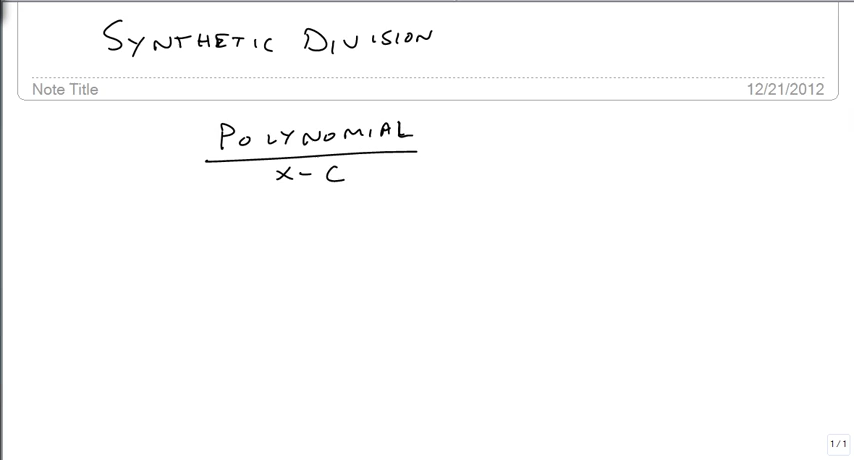 SYNTHETIC DIVISION
Note Title 12/21/2012
POLYNOMIAL
x - C
1 / 1